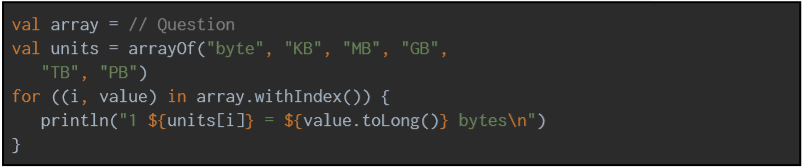 val array = // Question
val units = arrayOf("byte", "KB", "MB", "GB",
"TB", "PB")
for ((i, value) in array.withIndex()) {
println("1 ${units[i]} = ${value.toLong()} bytes\n")
}